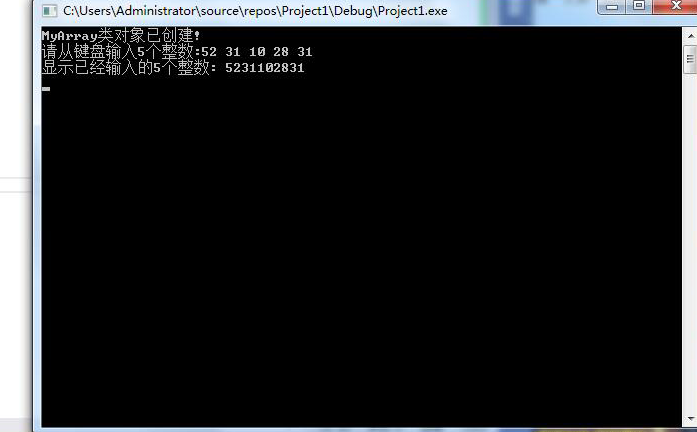 C:\Users\Administrator\source\repos\Project1\Debug\Project1.exe
MyArray类对象已创建!
请从键盘输入5个整数:52 31 10 28 31
显示已经输入的5个整数: 5231102831